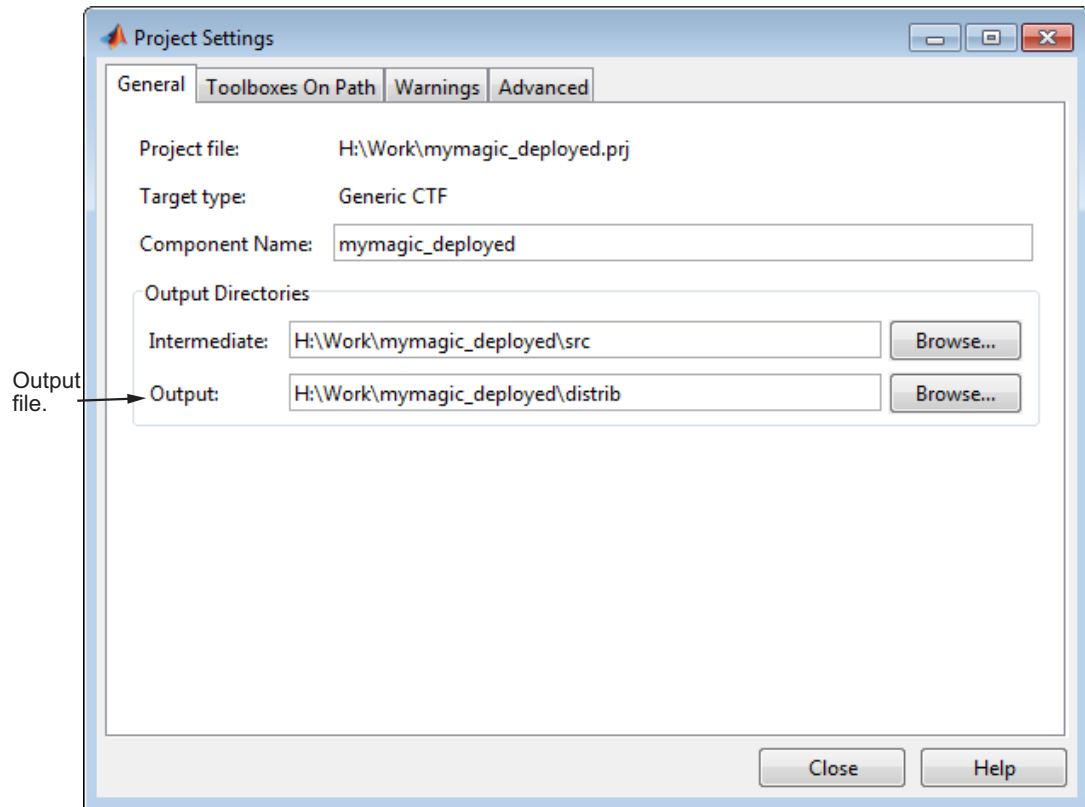 Project Settings
General Toolboxes On Path Warnings Advanced
Project file: H:\Work\mymagic_deployed.prj
Target type: Generic CTF
Component Name: mymagic_deployed
Output Directories
Intermediate: H:\Work\mymagic_deployed\src Browse...
Output file.
Output: H:\Work\mymagic_deployed\distrib Browse...
Close Help